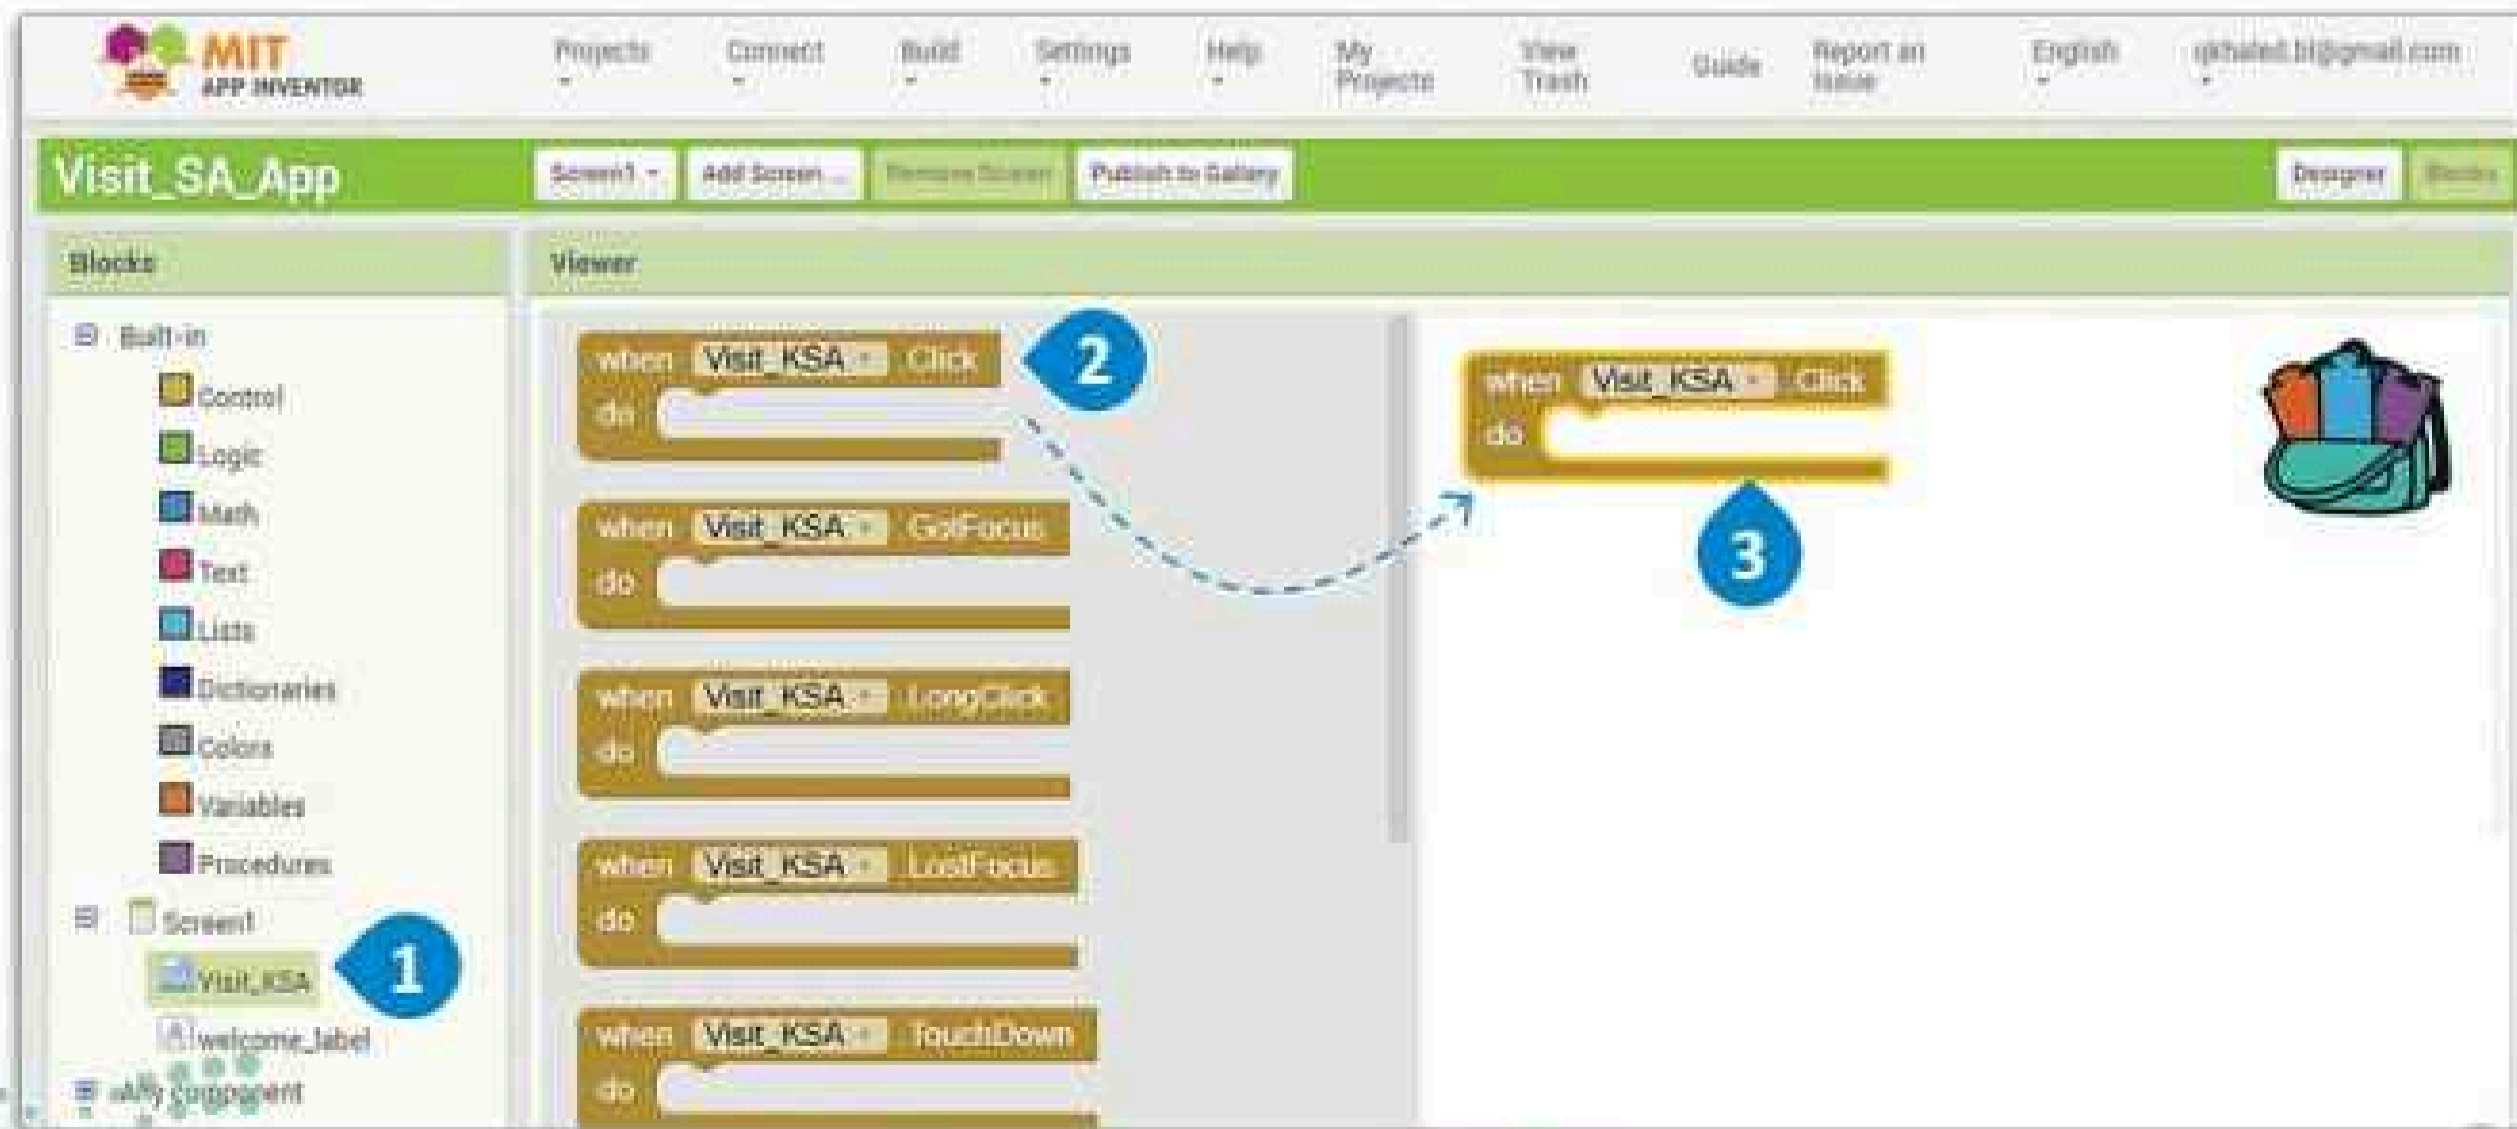 MIT
APP INVENTOR
Projects
Connect
Build
Settings
Help
My
Projects
View
Trash
Guide
Report an
Issue
English
Visit_SA_App
Screen1
Add Screen ...
Remove Screen
Publish to Gallery
Designer
Blocks
Blocks
Viewer
Built-in
Control
Logic
Math
Text
Lists
Dictionaries
Colors
Variables
Procedures
Screen1
Visit_KSA
welcome_label
Any component
1
when Visit_KSA .Click
do
2
when Visit_KSA .GotFocus
do
when Visit_KSA .LongClick
do
when Visit_KSA .LostFocus
do
when Visit_KSA .TouchDown
do
when Visit_KSA .Click
do
3